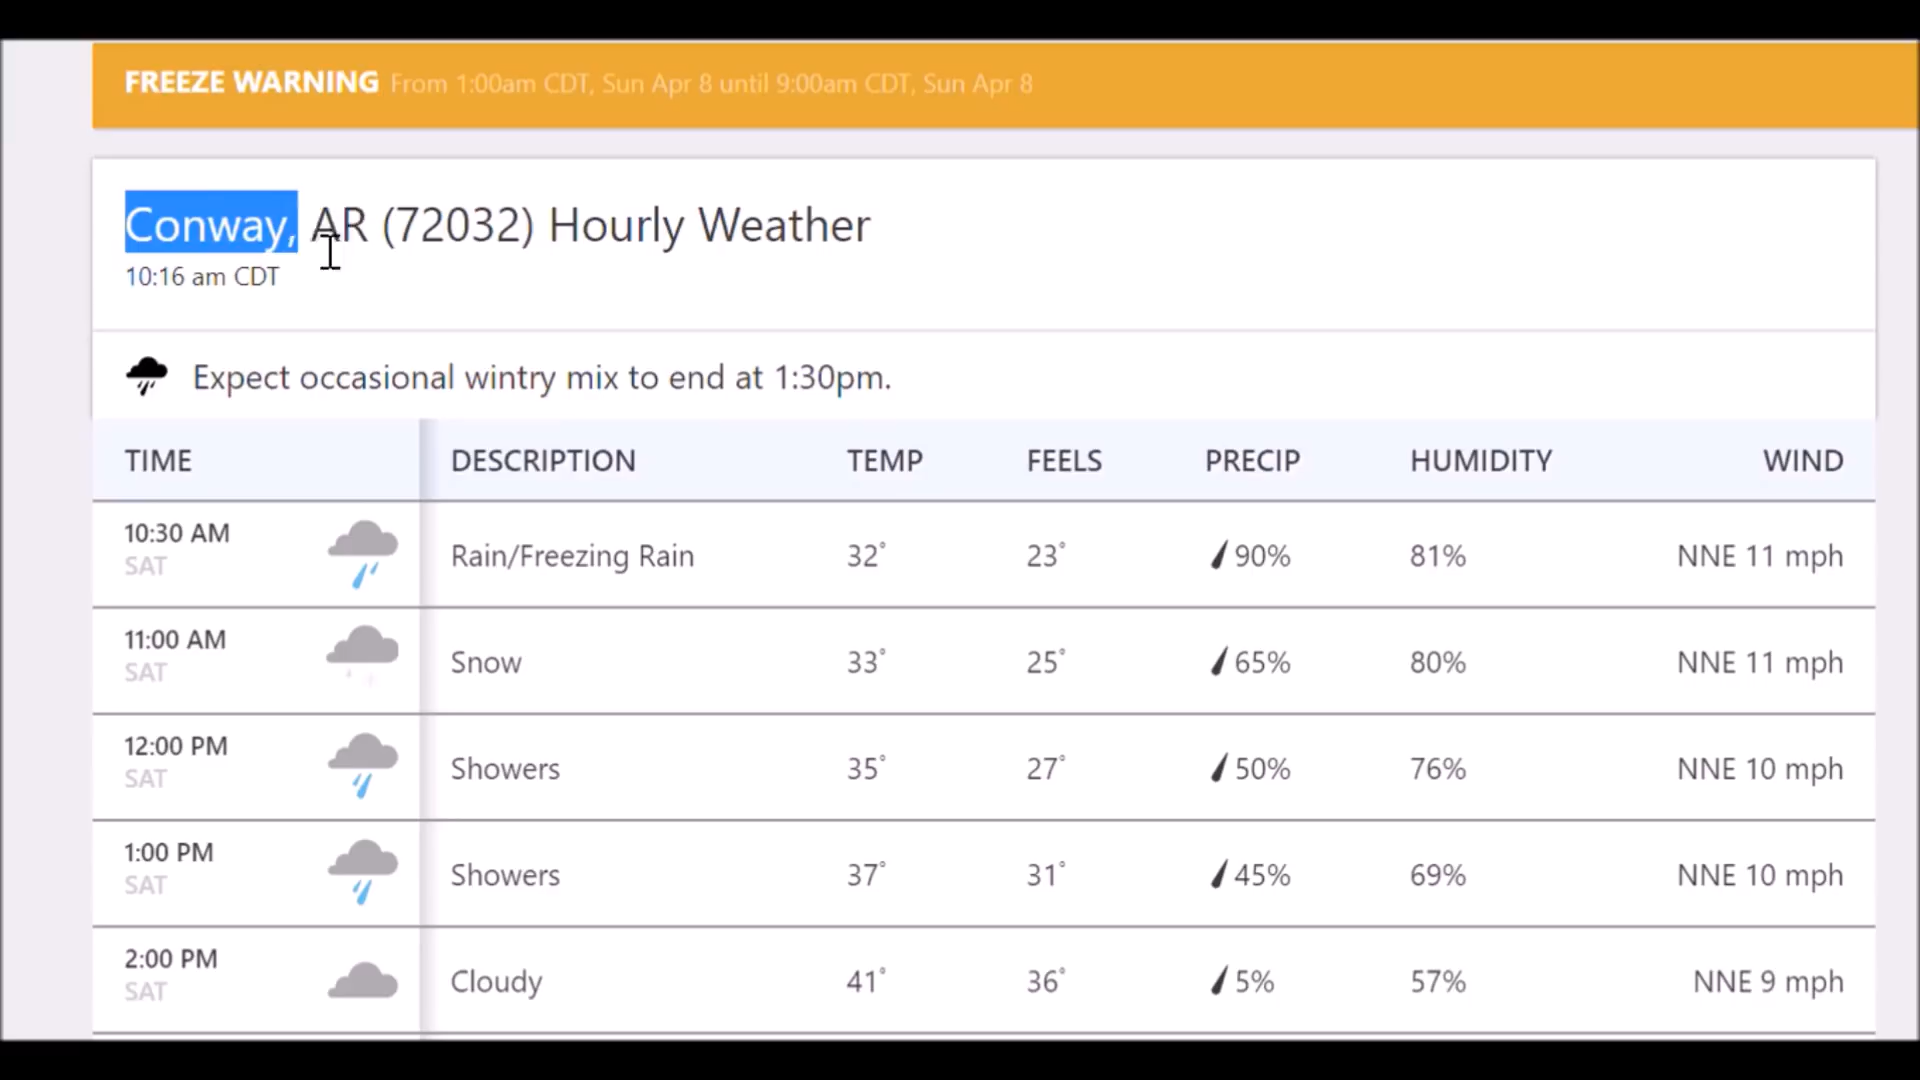 FREEZE WARNING From 1:00am CDT, Sun Apr 8 until 9:00am CDT, Sun Apr 8
Conway, AR (72032) Hourly Weather
10:16 am CDT
Expect occasional wintry mix to end at 1:30pm.
TIME DESCRIPTION TEMP FEELS PRECIP HUMIDITY WIND
10:30 AM
SAT
Rain/Freezing Rain 32° 23° 90% 81% NNE 11 mph
11:00 AM
SAT
Snow 33° 25° 65% 80% NNE 11 mph
12:00 PM
SAT
Showers 35° 27° 50% 76% NNE 10 mph
1:00 PM
SAT
Showers 37° 31° 45% 69% NNE 10 mph
2:00 PM
SAT
Cloudy 41° 36° 5% 57% NNE 9 mph